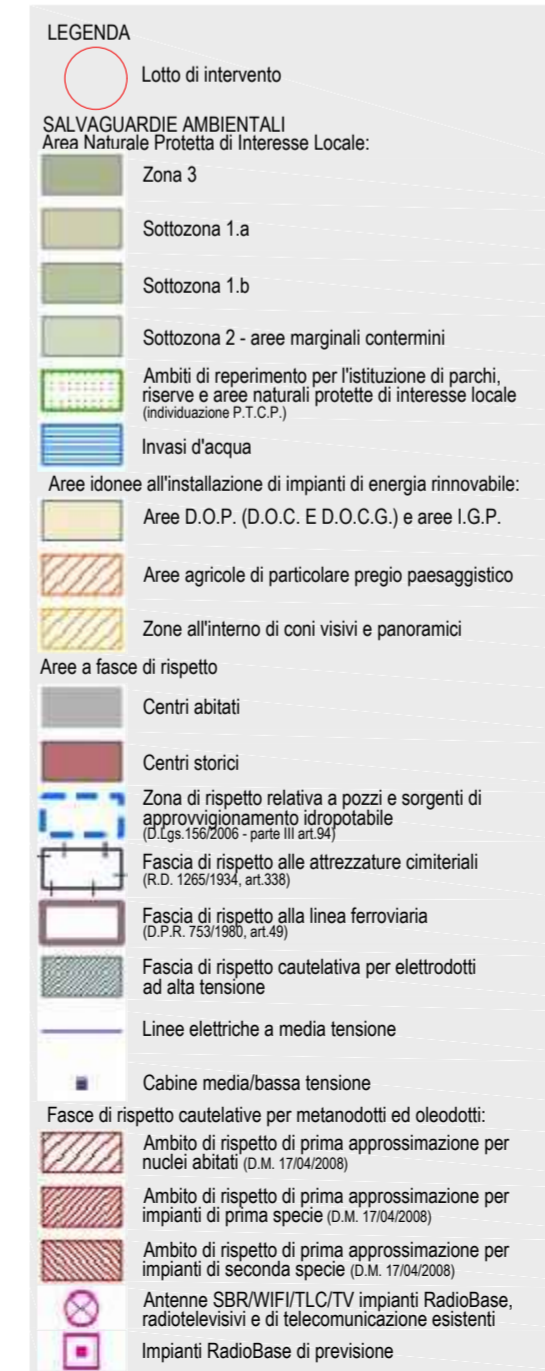 LEGENDA
Lotto di intervento
SALVAGUARDIE AMBIENTALI
Area Naturale Protetta di Interesse Locale:
Zona 3
Sottozona 1.a
Sottozona 1.b
Sottozona 2 - aree marginali contermini
Ambiti di reperimento per l'istituzione di parchi,
riserve e aree naturali protette di interesse locale
(individuazione P.T.C.P.)
Invasi d'acqua
Aree idonee all'installazione di impianti di energia rinnovabile:
Aree D.O.P. (D.O.C. E D.O.C.G.) e aree I.G.P.
Aree agricole di particolare pregio paesaggistico
Zone all'interno di coni visivi e panoramici
Aree a fasce di rispetto
Centri abitati
Centri storici
Zona di rispetto relativa a pozzi e sorgenti di
approvvigionamento idropotabile
(D.Lgs.156/2006 - parte III art.94)
Fascia di rispetto alle attrezzature cimiteriali
(R.D. 1265/1934, art.338)
Fascia di rispetto alla linea ferroviaria
(D.P.R. 753/1980, art.49)
Fascia di rispetto cautelativa per elettrodotti
ad alta tensione
Linee elettriche a media tensione
Cabine media/bassa tensione
Fasce di rispetto cautelative per metanodotti ed oleodotti:
Ambito di rispetto di prima approssimazione per
nuclei abitati (D.M. 17/04/2008)
Ambito di rispetto di prima approssimazione per
impianti di prima specie (D.M. 17/04/2008)
Ambito di rispetto di prima approssimazione per
impianti di seconda specie (D.M. 17/04/2008)
Antenne SBR/WIFI/TLC/TV impianti RadioBase,
radiotelevisivi e di telecomunicazione esistenti
Impianti RadioBase di previsione